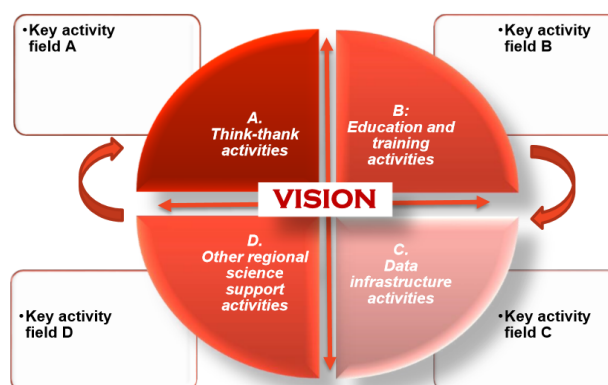 •Key activity
field A
•Key activity
field B
A.
Think-thank
activities
B:
Education and
training
activities
VISION
D.
Other regional
science
support
activities
C.
Data
infrastructure
activities
•Key activity
field D
•Key activity
field C